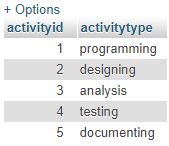 + Options
activityid activitytype
1 programming
2 designing
3 analysis
4 testing
5 documenting